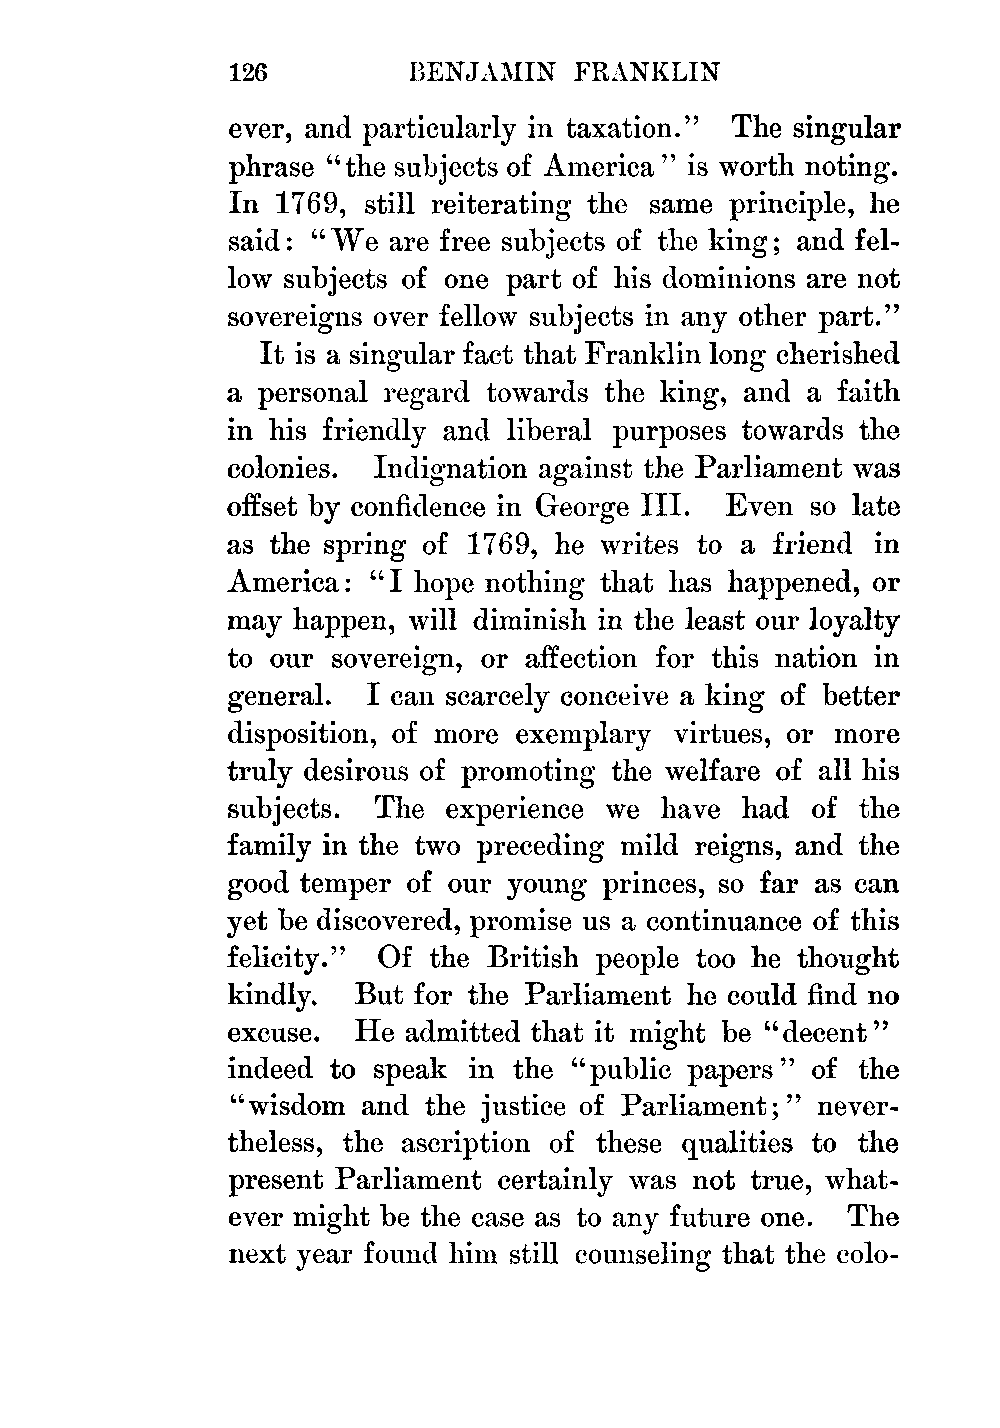 126 BENJAMIN FRANKLIN
ever, and particularly in taxation." The singular
phrase "the subjects of America" is worth noting.
In 1769, still reiterating the same principle, he
said: "We are free subjects of the king; and fel-
low subjects of one part of his dominions are not
sovereigns over fellow subjects in any other part."
It is a singular fact that Franklin long cherished
a personal regard towards the king, and a faith
in his friendly and liberal purposes towards the
colonies. Indignation against the Parliament was
offset by confidence in George III. Even so late
as the spring of 1769, he writes to a friend in
America: "I hope nothing that has happened, or
may happen, will diminish in the least our loyalty
to our sovereign, or affection for this nation in
general. I can scarcely conceive a king of better
disposition, of more exemplary virtues, or more
truly desirous of promoting the welfare of all his
subjects. The experience we have had of the
family in the two preceding mild reigns, and the
good temper of our young princes, so far as can
yet be discovered, promise us a continuance of this
felicity." Of the British people too he thought
kindly. But for the Parliament he could find no
excuse. He admitted that it might be "decent"
indeed to speak in the "public papers" of the
"wisdom and the justice of Parliament;" never-
theless, the ascription of these qualities to the
present Parliament certainly was not true, what-
ever might be the case as to any future one. The
next year found him still counseling that the colo-